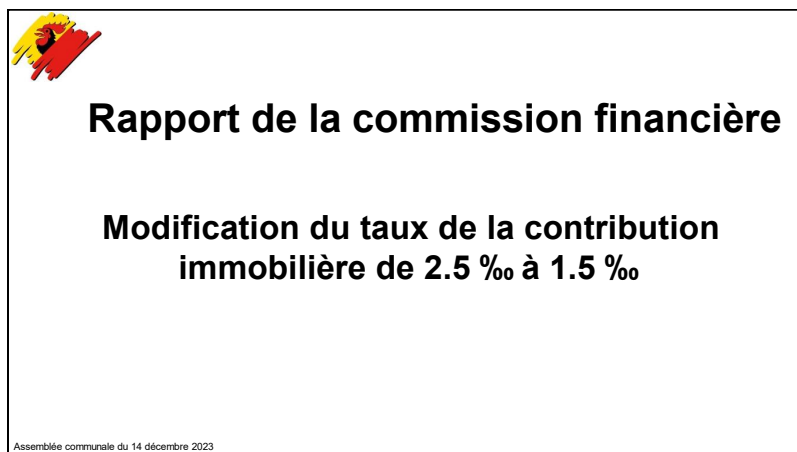 Rapport de la commission financière
Modification du taux de la contribution
immobilière de 2.5 ‰ à 1.5 ‰
Assemblée communale du 14 décembre 2023